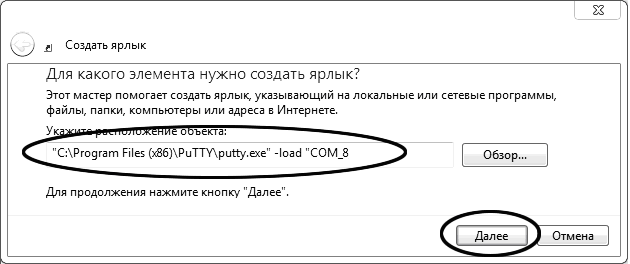 Создать ярлык
Для какого элемента нужно создать ярлык?
Этот мастер помогает создать ярлык, указывающий на локальные или сетевые программы,
файлы, папки, компьютеры или адреса в Интернете.
Укажите расположение объекта:
"C:\Program Files (x86)\PuTTY\putty.exe" -load "COM_8
Обзор...
Для продолжения нажмите кнопку "Далее".
Далее
Отмена